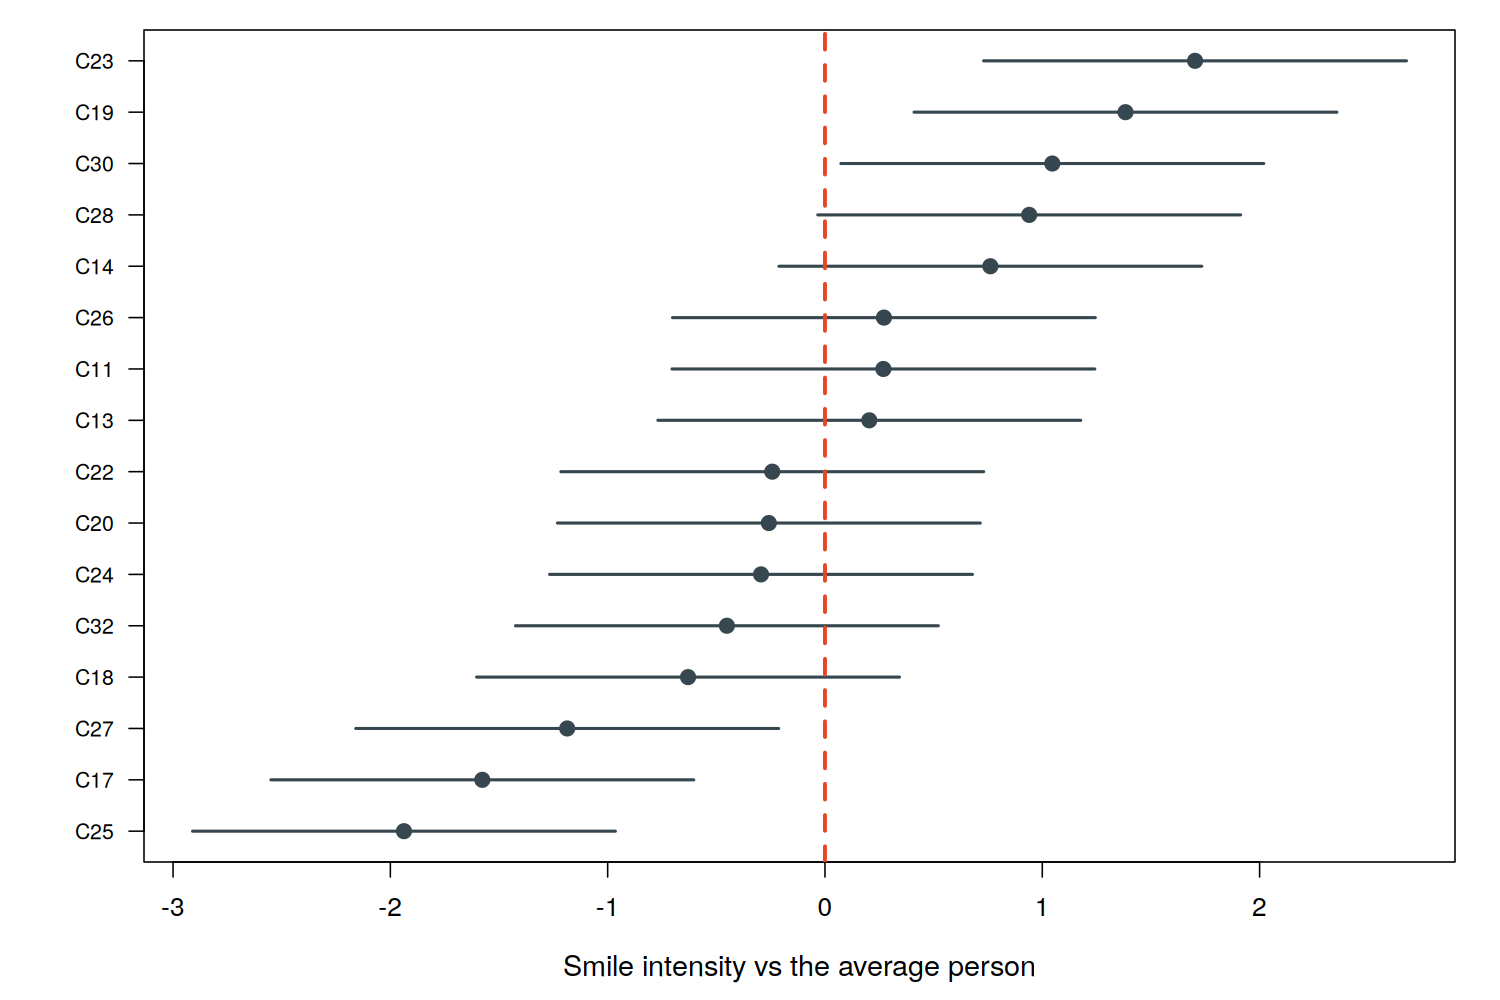 C23
C19
C30
C28
C14
C26
C11
C13
C22
C20
C24
C32
C18
C27
C17
C25
-3 -2 -1 0 1 2
Smile intensity vs the average person